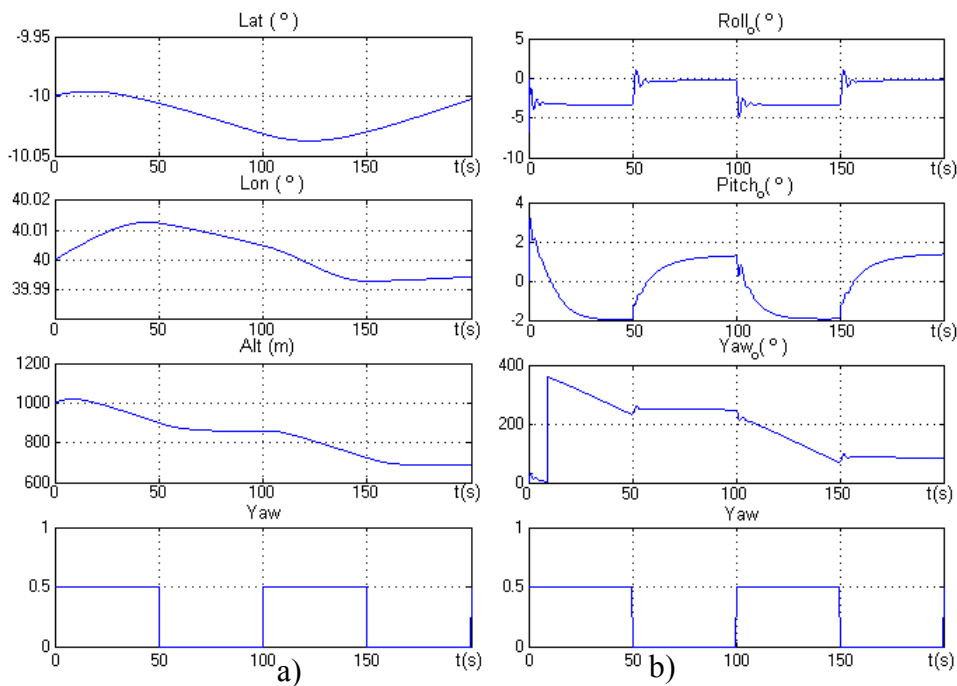 Lat ( º )
-9.95
-10
-10.05
0 50 100 150 t(s)
Lon ( º )
40.02
40.01
40
39.99
0 50 100 150 t(s)
Alt (m)
1200
1000
800
600
0 50 100 150 t(s)
Yaw
1
0.5
0
0 50 100 150 t(s)
a)
Rollo(º)
5
0
-5
-10
0 50 100 150 t(s)
Pitcho(º)
4
2
0
-2
0 50 100 150 t(s)
Yawo(º)
400
200
0
0 50 100 150 t(s)
Yaw
1
0.5
0
0 50 100 150 t(s)
b)